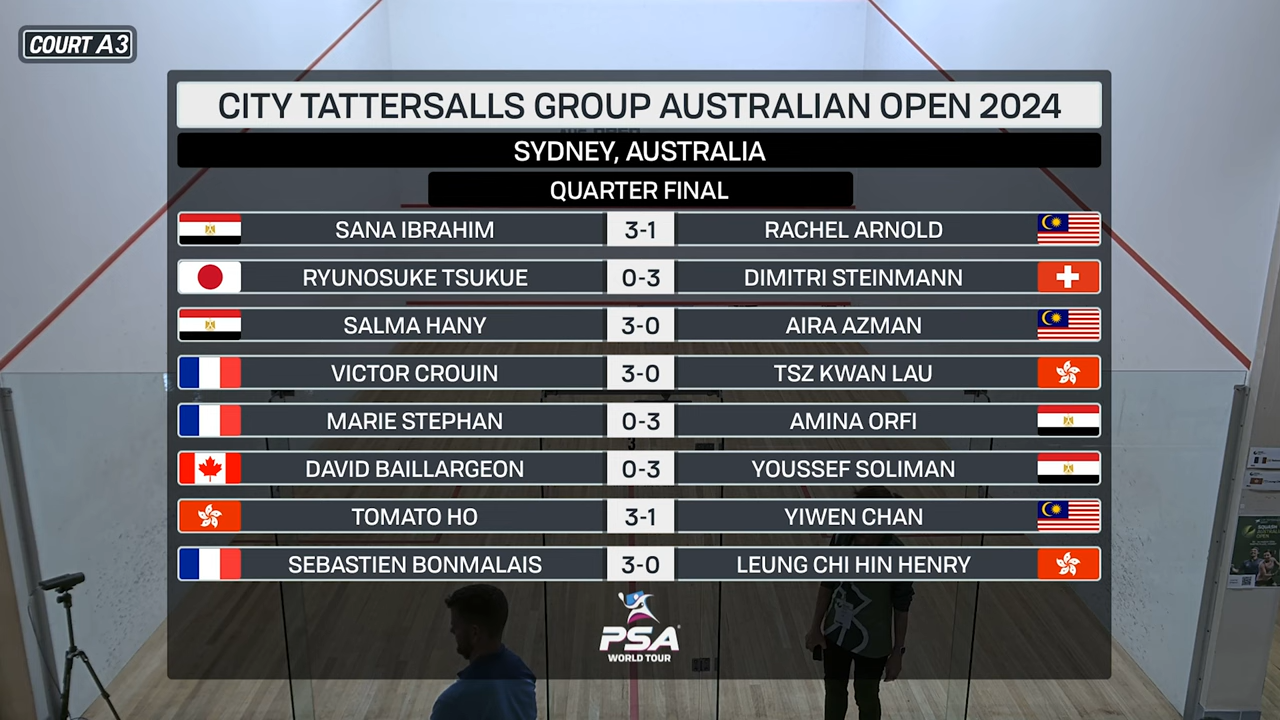 COURT A3
CITY TATTERSALLS GROUP AUSTRALIAN OPEN 2024
SYDNEY, AUSTRALIA
QUARTER FINAL
SANA IBRAHIM 3-1 RACHEL ARNOLD
RYUNOSUKE TSUKUE 0-3 DIMITRI STEINMANN
SALMA HANY 3-0 AIRA AZMAN
VICTOR CROUIN 3-0 TSZ KWAN LAU
MARIE STEPHAN 0-3 AMINA ORFI
DAVID BAILLARGEON 0-3 YOUSSEF SOLIMAN
TOMATO HO 3-1 YIWEN CHAN
SEBASTIEN BONMALAIS 3-0 LEUNG CHI HIN HENRY
PSA
WORLD TOUR